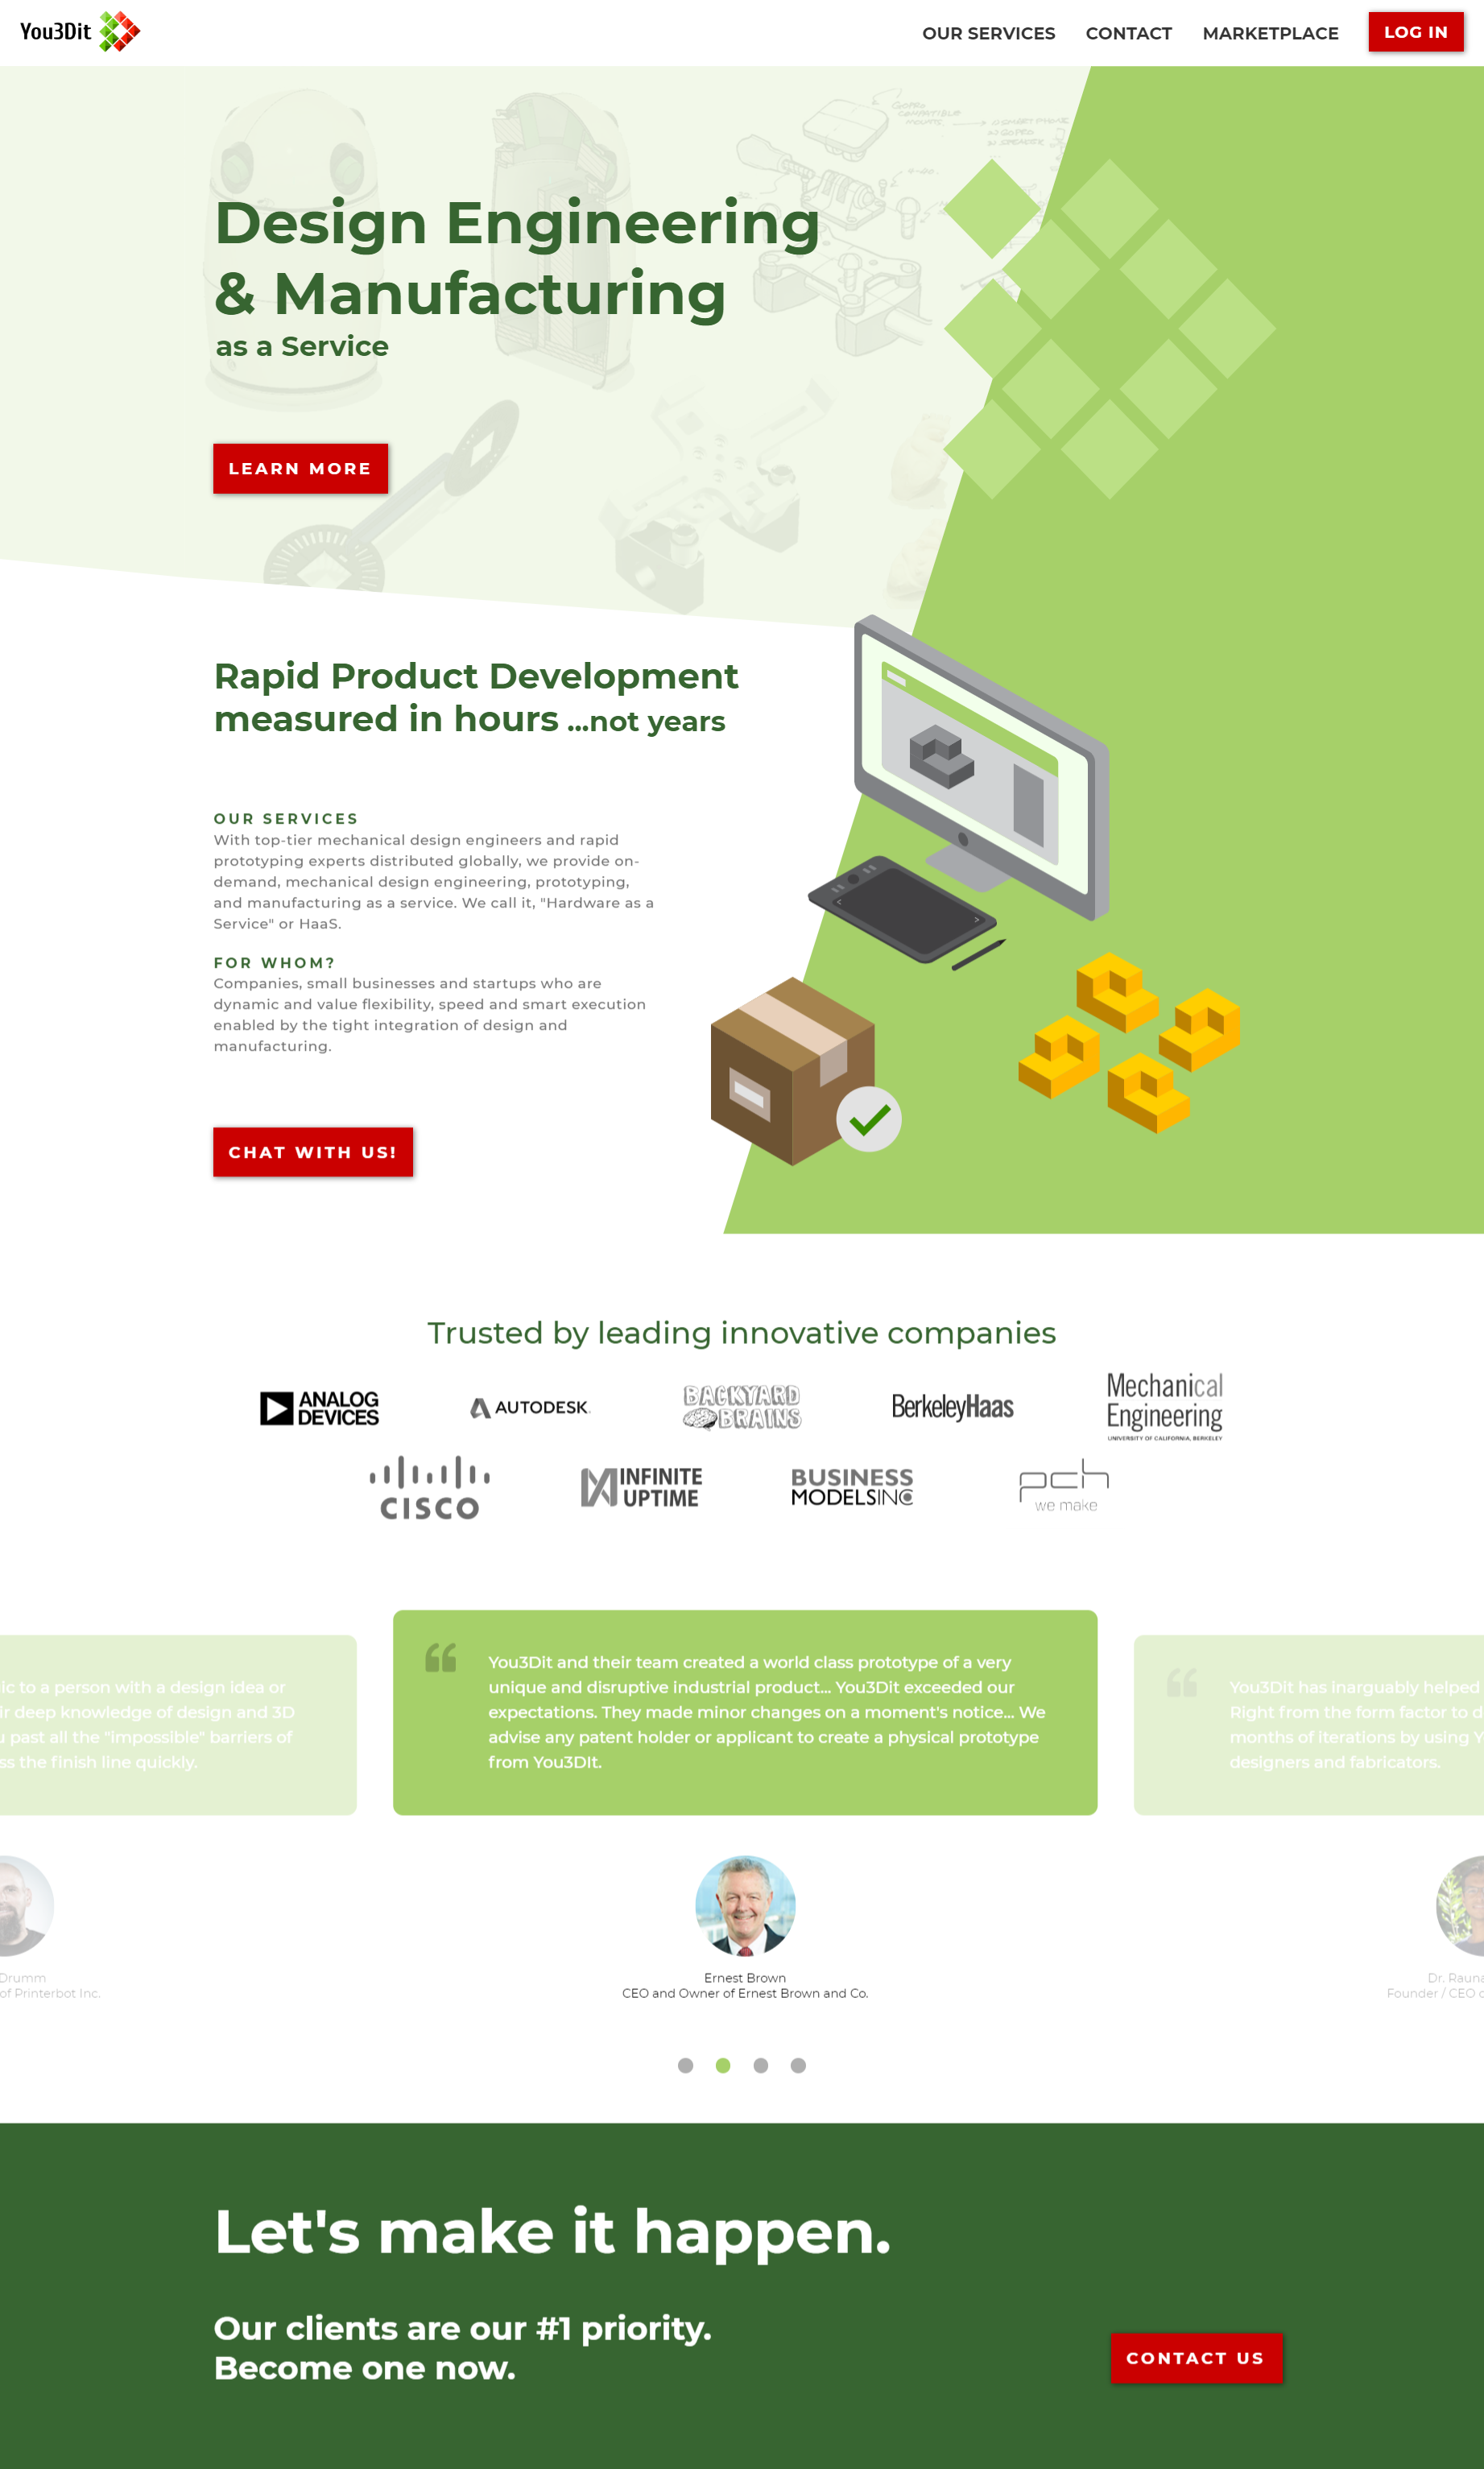 You3Dit
OUR SERVICES
CONTACT
MARKETPLACE
LOG IN
GOPRO
COMPATIBLE
MOUNTS.
Design Engineering
& Manufacturing
as a Service
LEARN MORE
Rapid Product Development
measured in hours ...not years
OUR SERVICES
With top-tier mechanical design engineers and rapid
prototyping experts distributed globally, we provide on-
demand, mechanical design engineering, prototyping,
and manufacturing as a service. We call it, "Hardware as a
Service" or HaaS.
FOR WHOM?
Companies, small businesses and startups who are
dynamic and value flexibility, speed and smart execution
enabled by the tight integration of design and
manufacturing.
CHAT WITH US!
Trusted by leading innovative companies
ANALOG
DEVICES
AUTODESK.
BACKYARD
BRAINS
BerkeleyHaas
Mechanical
Engineering
UNIVERSITY OF CALIFORNIA, BERKELEY
CISCO
INFINITE
UPTIME
BUSINESS
MODELSINC
pch
we make
ic to a person with a design idea or
ir deep knowledge of design and 3D
u past all the "impossible" barriers of
ss the finish line quickly.
Drumm
of Printerbot Inc.
You3Dit and their team created a world class prototype of a very
unique and disruptive industrial product... You3Dit exceeded our
expectations. They made minor changes on a moment's notice... We
advise any patent holder or applicant to create a physical prototype
from You3DIt.
Ernest Brown
CEO and Owner of Ernest Brown and Co.
You3Dit has inarguably helped
Right from the form factor to d
months of iterations by using Y
designers and fabricators.
Dr. Rauna
Founder / CEO
Let's make it happen.
Our clients are our #1 priority.
Become one now.
CONTACT US